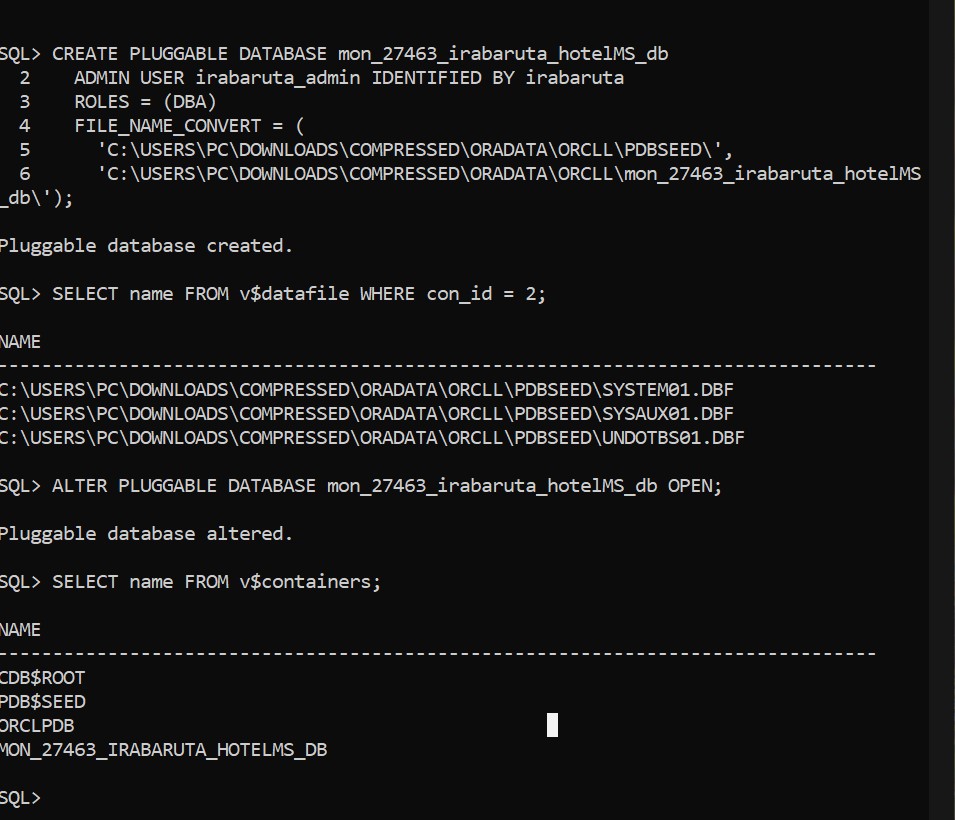 SQL> CREATE PLUGGABLE DATABASE mon_27463_irabaruta_hotelMS_db
  2    ADMIN USER irabaruta_admin IDENTIFIED BY irabaruta
  3    ROLES = (DBA)
  4    FILE_NAME_CONVERT = (
  5      'C:\USERS\PC\DOWNLOADS\COMPRESSED\ORADATA\ORCLL\PDBSEED\',
  6      'C:\USERS\PC\DOWNLOADS\COMPRESSED\ORADATA\ORCLL\mon_27463_irabaruta_hotelMS
_db\');
Pluggable database created.
SQL> SELECT name FROM v$datafile WHERE con_id = 2;
NAME
--------------------------------------------------------------------------------
C:\USERS\PC\DOWNLOADS\COMPRESSED\ORADATA\ORCLL\PDBSEED\SYSTEM01.DBF
C:\USERS\PC\DOWNLOADS\COMPRESSED\ORADATA\ORCLL\PDBSEED\SYSAUX01.DBF
C:\USERS\PC\DOWNLOADS\COMPRESSED\ORADATA\ORCLL\PDBSEED\UNDOTBS01.DBF
SQL> ALTER PLUGGABLE DATABASE mon_27463_irabaruta_hotelMS_db OPEN;
Pluggable database altered.
SQL> SELECT name FROM v$containers;
NAME
--------------------------------------------------------------------------------
CDB$ROOT
PDB$SEED
ORCLPDB
MON_27463_IRABARUTA_HOTELMS_DB
SQL>